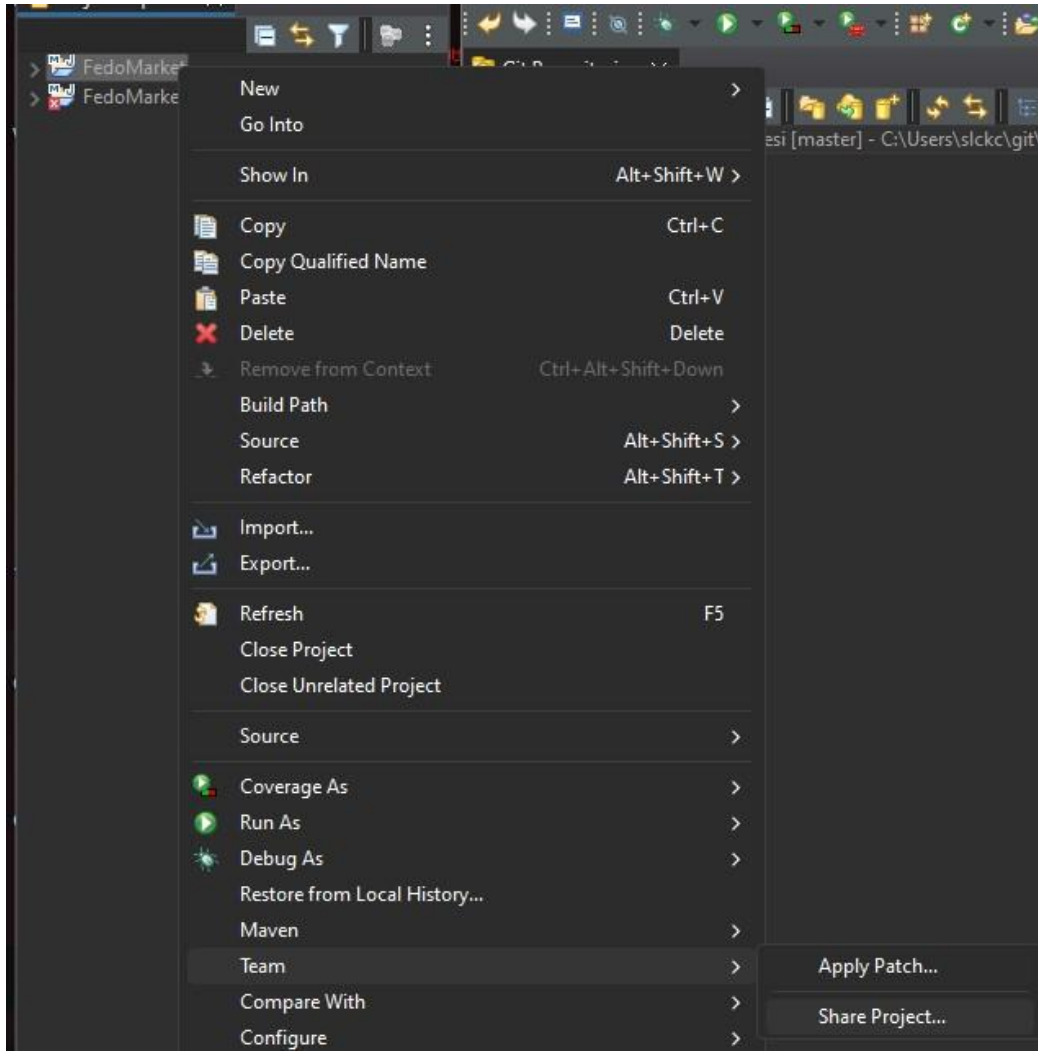 FedoMarket
FedoMarke
esi [master] - C:\Users\slckc\git\
New
Go Into
Show In Alt+Shift+W
Copy Ctrl+C
Copy Qualified Name
Paste Ctrl+V
Delete Delete
Remove from Context Ctrl+Alt+Shift+Down
Build Path
Source Alt+Shift+S
Refactor Alt+Shift+T
Import...
Export...
Refresh F5
Close Project
Close Unrelated Project
Source
Coverage As
Run As
Debug As
Restore from Local History...
Maven
Team
Apply Patch...
Compare With
Share Project...
Configure